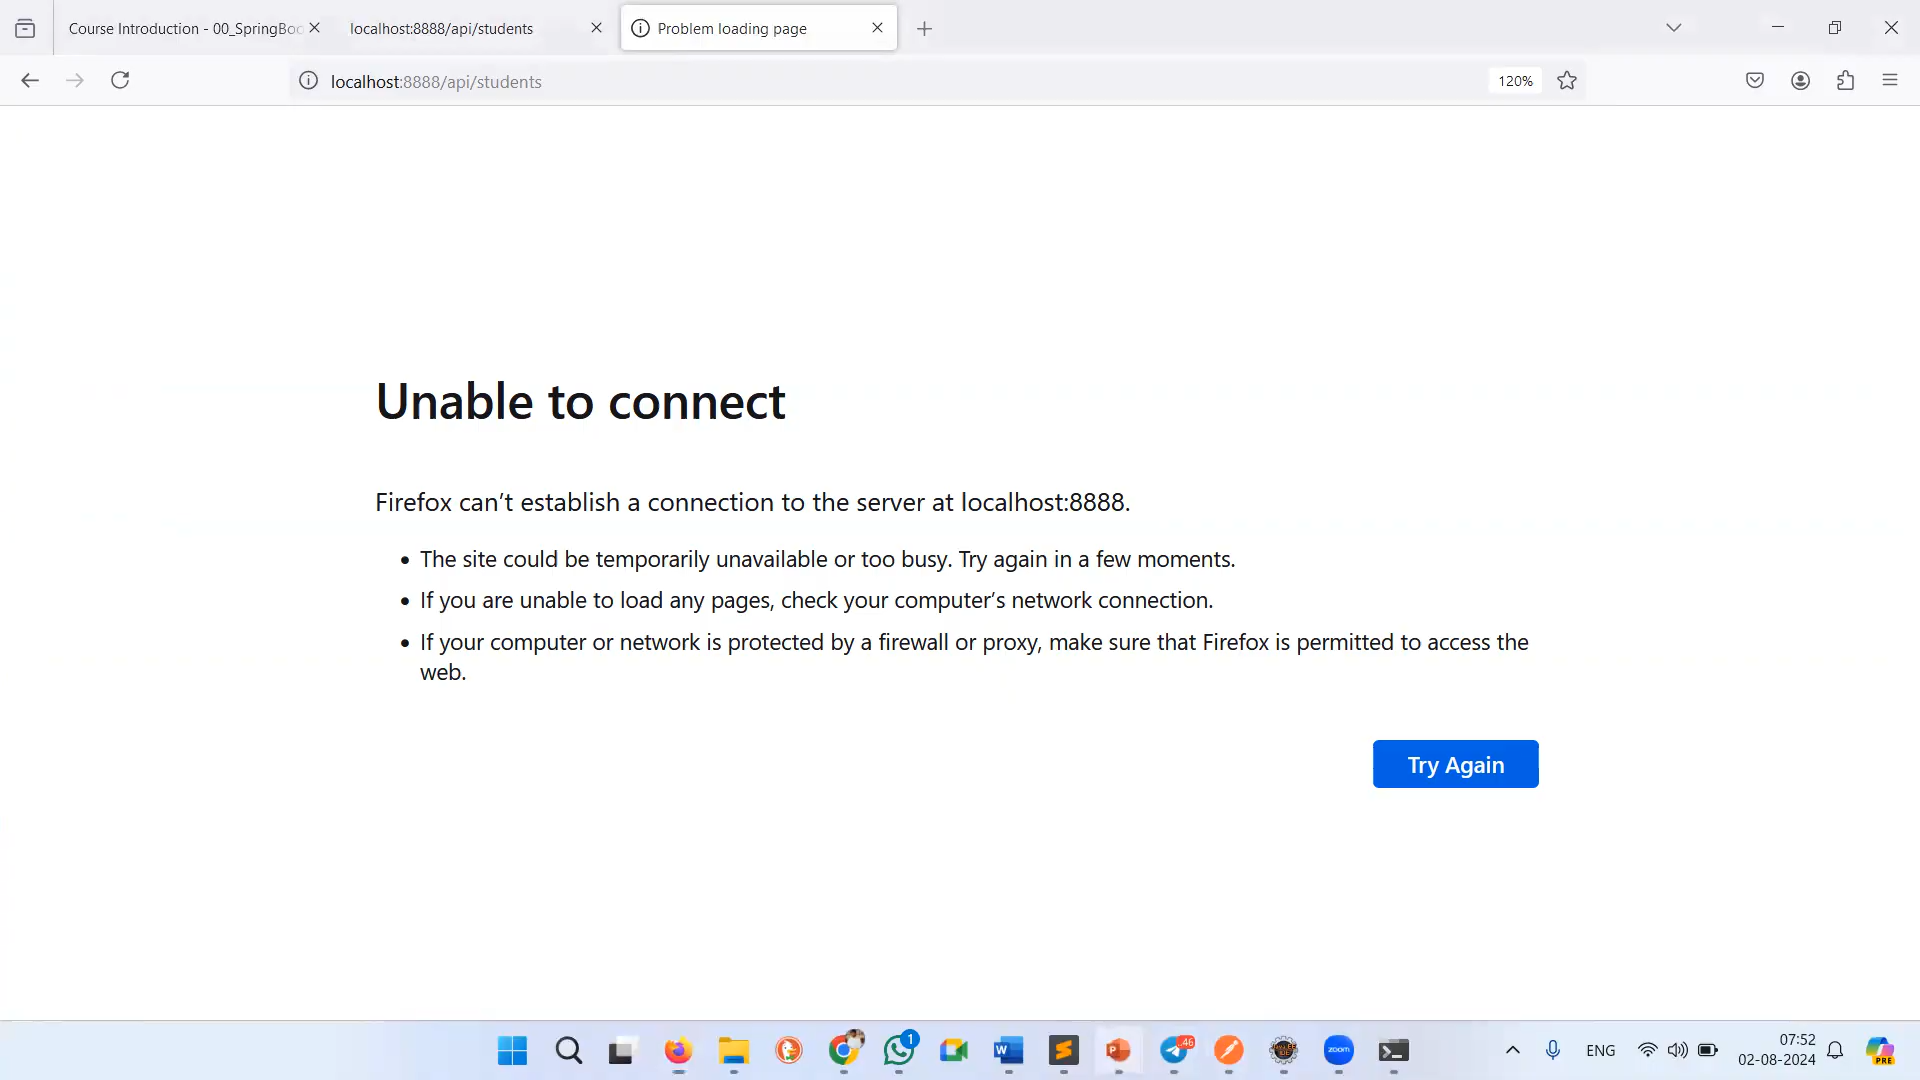 Course Introduction - 00_SpringBoo
localhost:8888/api/students
Problem loading page
localhost:8888/api/students
120%
Unable to connect
Firefox can’t establish a connection to the server at localhost:8888.
• The site could be temporarily unavailable or too busy. Try again in a few moments.
• If you are unable to load any pages, check your computer’s network connection.
• If your computer or network is protected by a firewall or proxy, make sure that Firefox is permitted to access the
web.
Try Again
1
W
P
46
zoom
ENG
07:52
02-08-2024
PRE